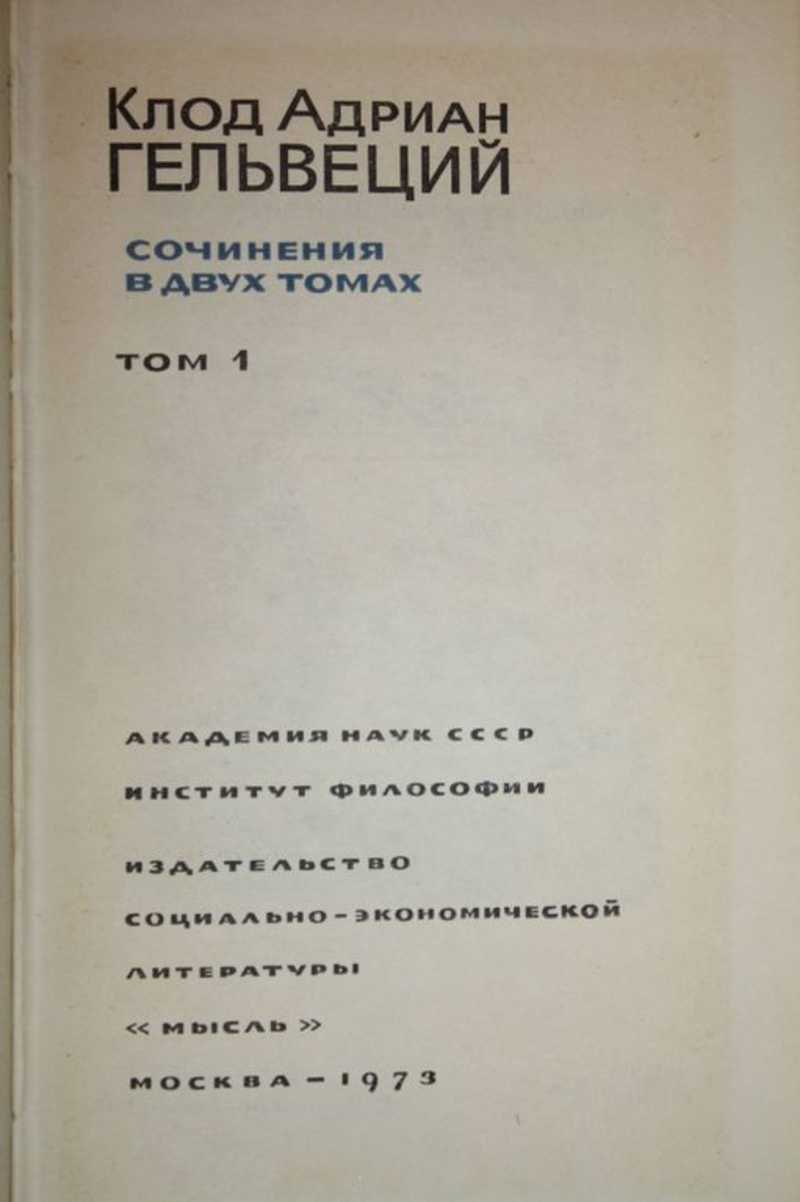 Клод Адриан
ГЕЛЬВЕЦИЙ
СОЧИНЕНИЯ
В ДВУХ ТОМАХ
ТОМ 1
АКАДЕМИЯ НАУК СССР
ИНСТИТУТ ФИЛОСОФИИ
ИЗДАТЕЛЬСТВО
СОЦИАЛЬНО-ЭКОНОМИЧЕСКОЙ
ЛИТЕРАТУРЫ
« МЫСЛЬ »
МОСКВА – 1973